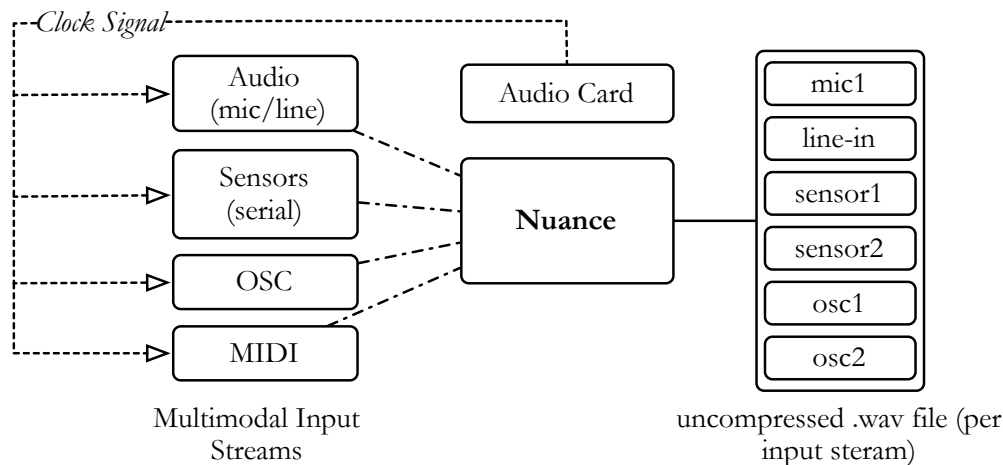 Clock Signal
Audio
(mic/line)
Sensors
(serial)
OSC
MIDI
Multimodal Input
Streams
Audio Card
Nuance
mic1
line-in
sensor1
sensor2
osc1
osc2
uncompressed .wav file (per
input steram)